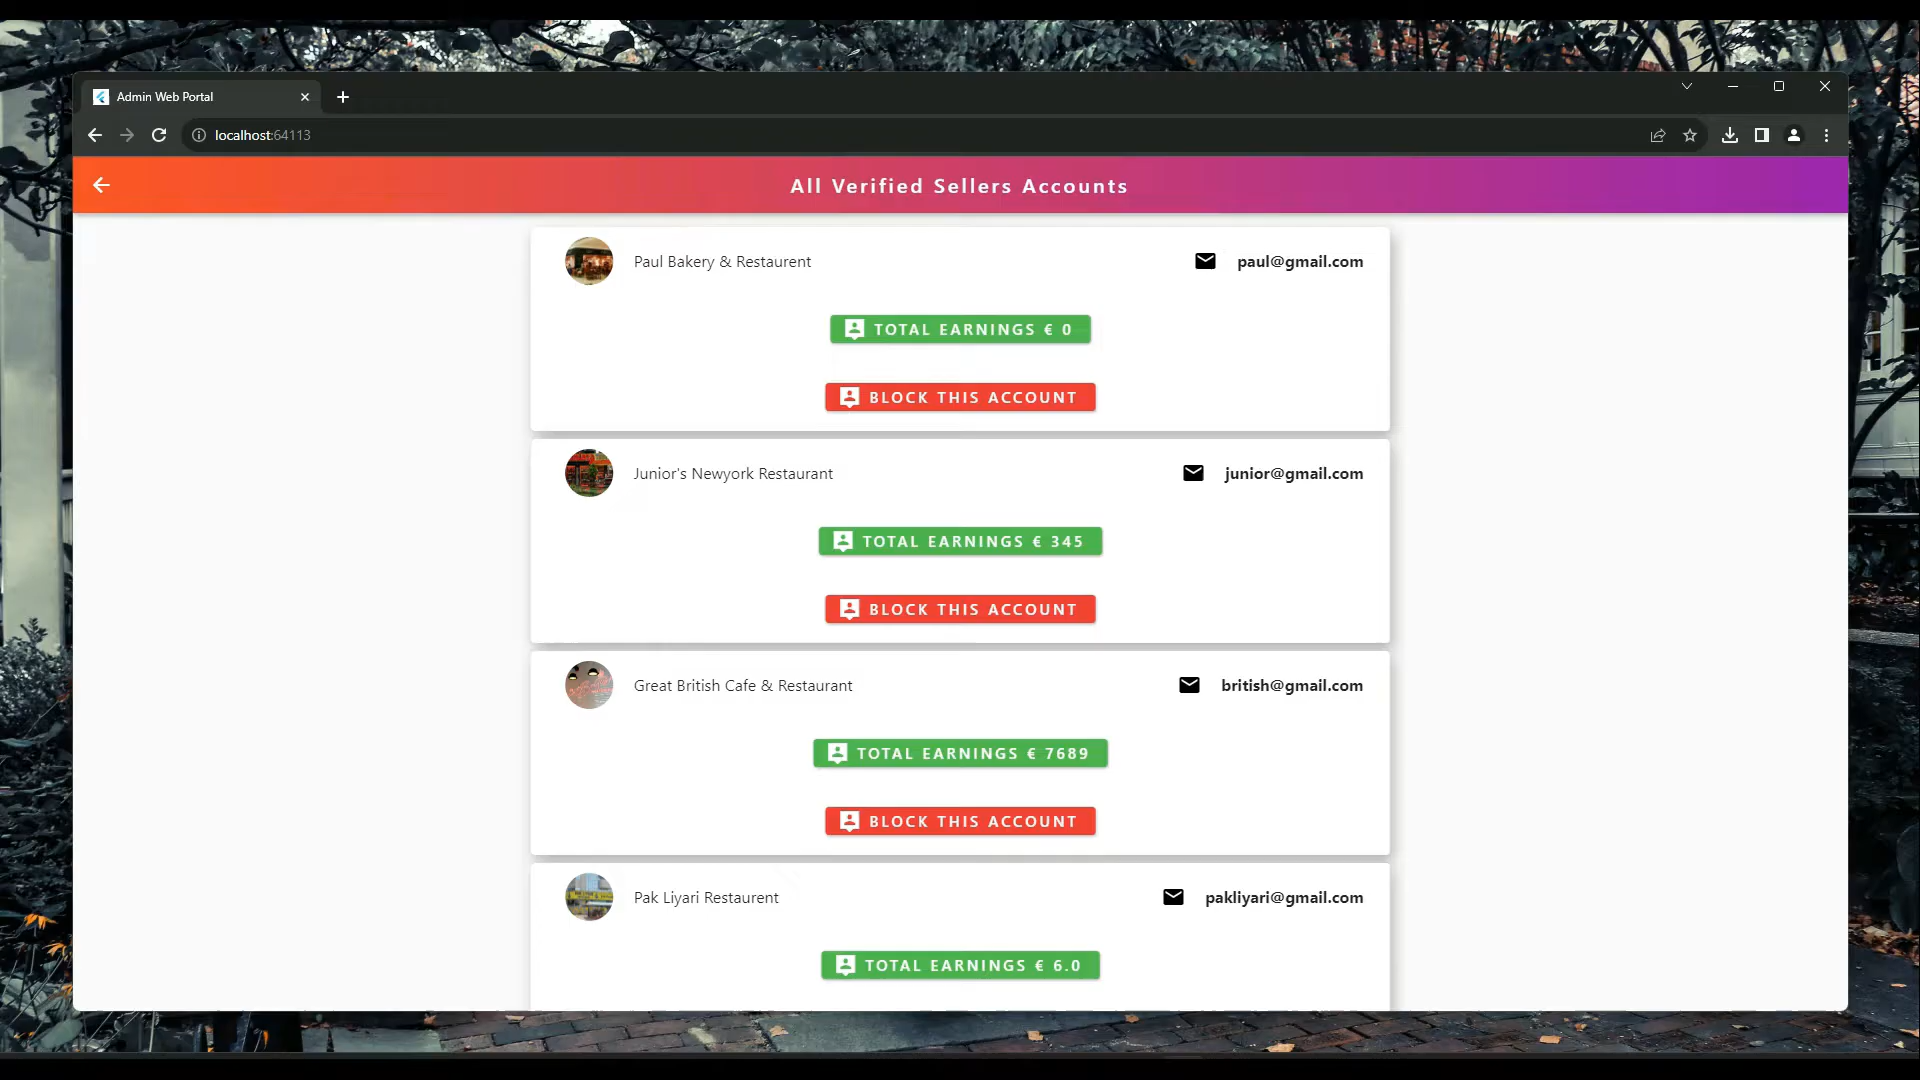 Admin Web Portal
localhost:64113
All Verified Sellers Accounts
Paul Bakery & Restaurent
paul@gmail.com
TOTAL EARNINGS € 0
BLOCK THIS ACCOUNT
Junior's Newyork Restaurant
junior@gmail.com
TOTAL EARNINGS € 345
BLOCK THIS ACCOUNT
Great British Cafe & Restaurant
british@gmail.com
TOTAL EARNINGS € 7689
BLOCK THIS ACCOUNT
Pak Liyari Restaurent
pakliyari@gmail.com
TOTAL EARNINGS € 6.0